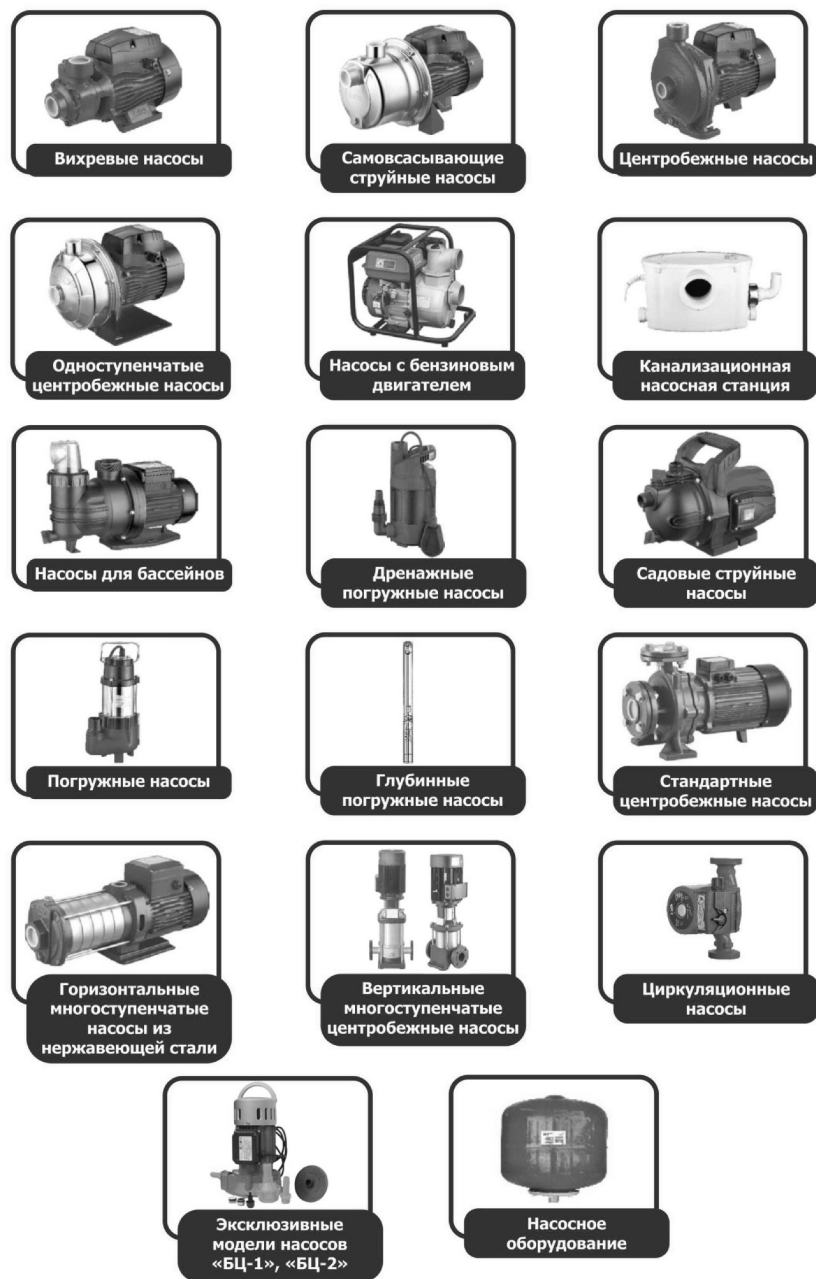 Вихревые насосы
Самовсасывающие
струйные насосы
Центробежные насосы
Одноступенчатые
центробежные насосы
Насосы с бензиновым
двигателем
Канализационная
насосная станция
Насосы для бассейнов
Дренажные
погружные насосы
Садовые струйные
насосы
Погружные насосы
Глубинные
погружные насосы
Стандартные
центробежные насосы
Горизонтальные
многоступенчатые
насосы из
нержавеющей стали
Вертикальные
многоступенчатые
центробежные насосы
Циркуляционные
насосы
Эксклюзивные
модели насосов
«БЦ-1», «БЦ-2»
Насосное
оборудование